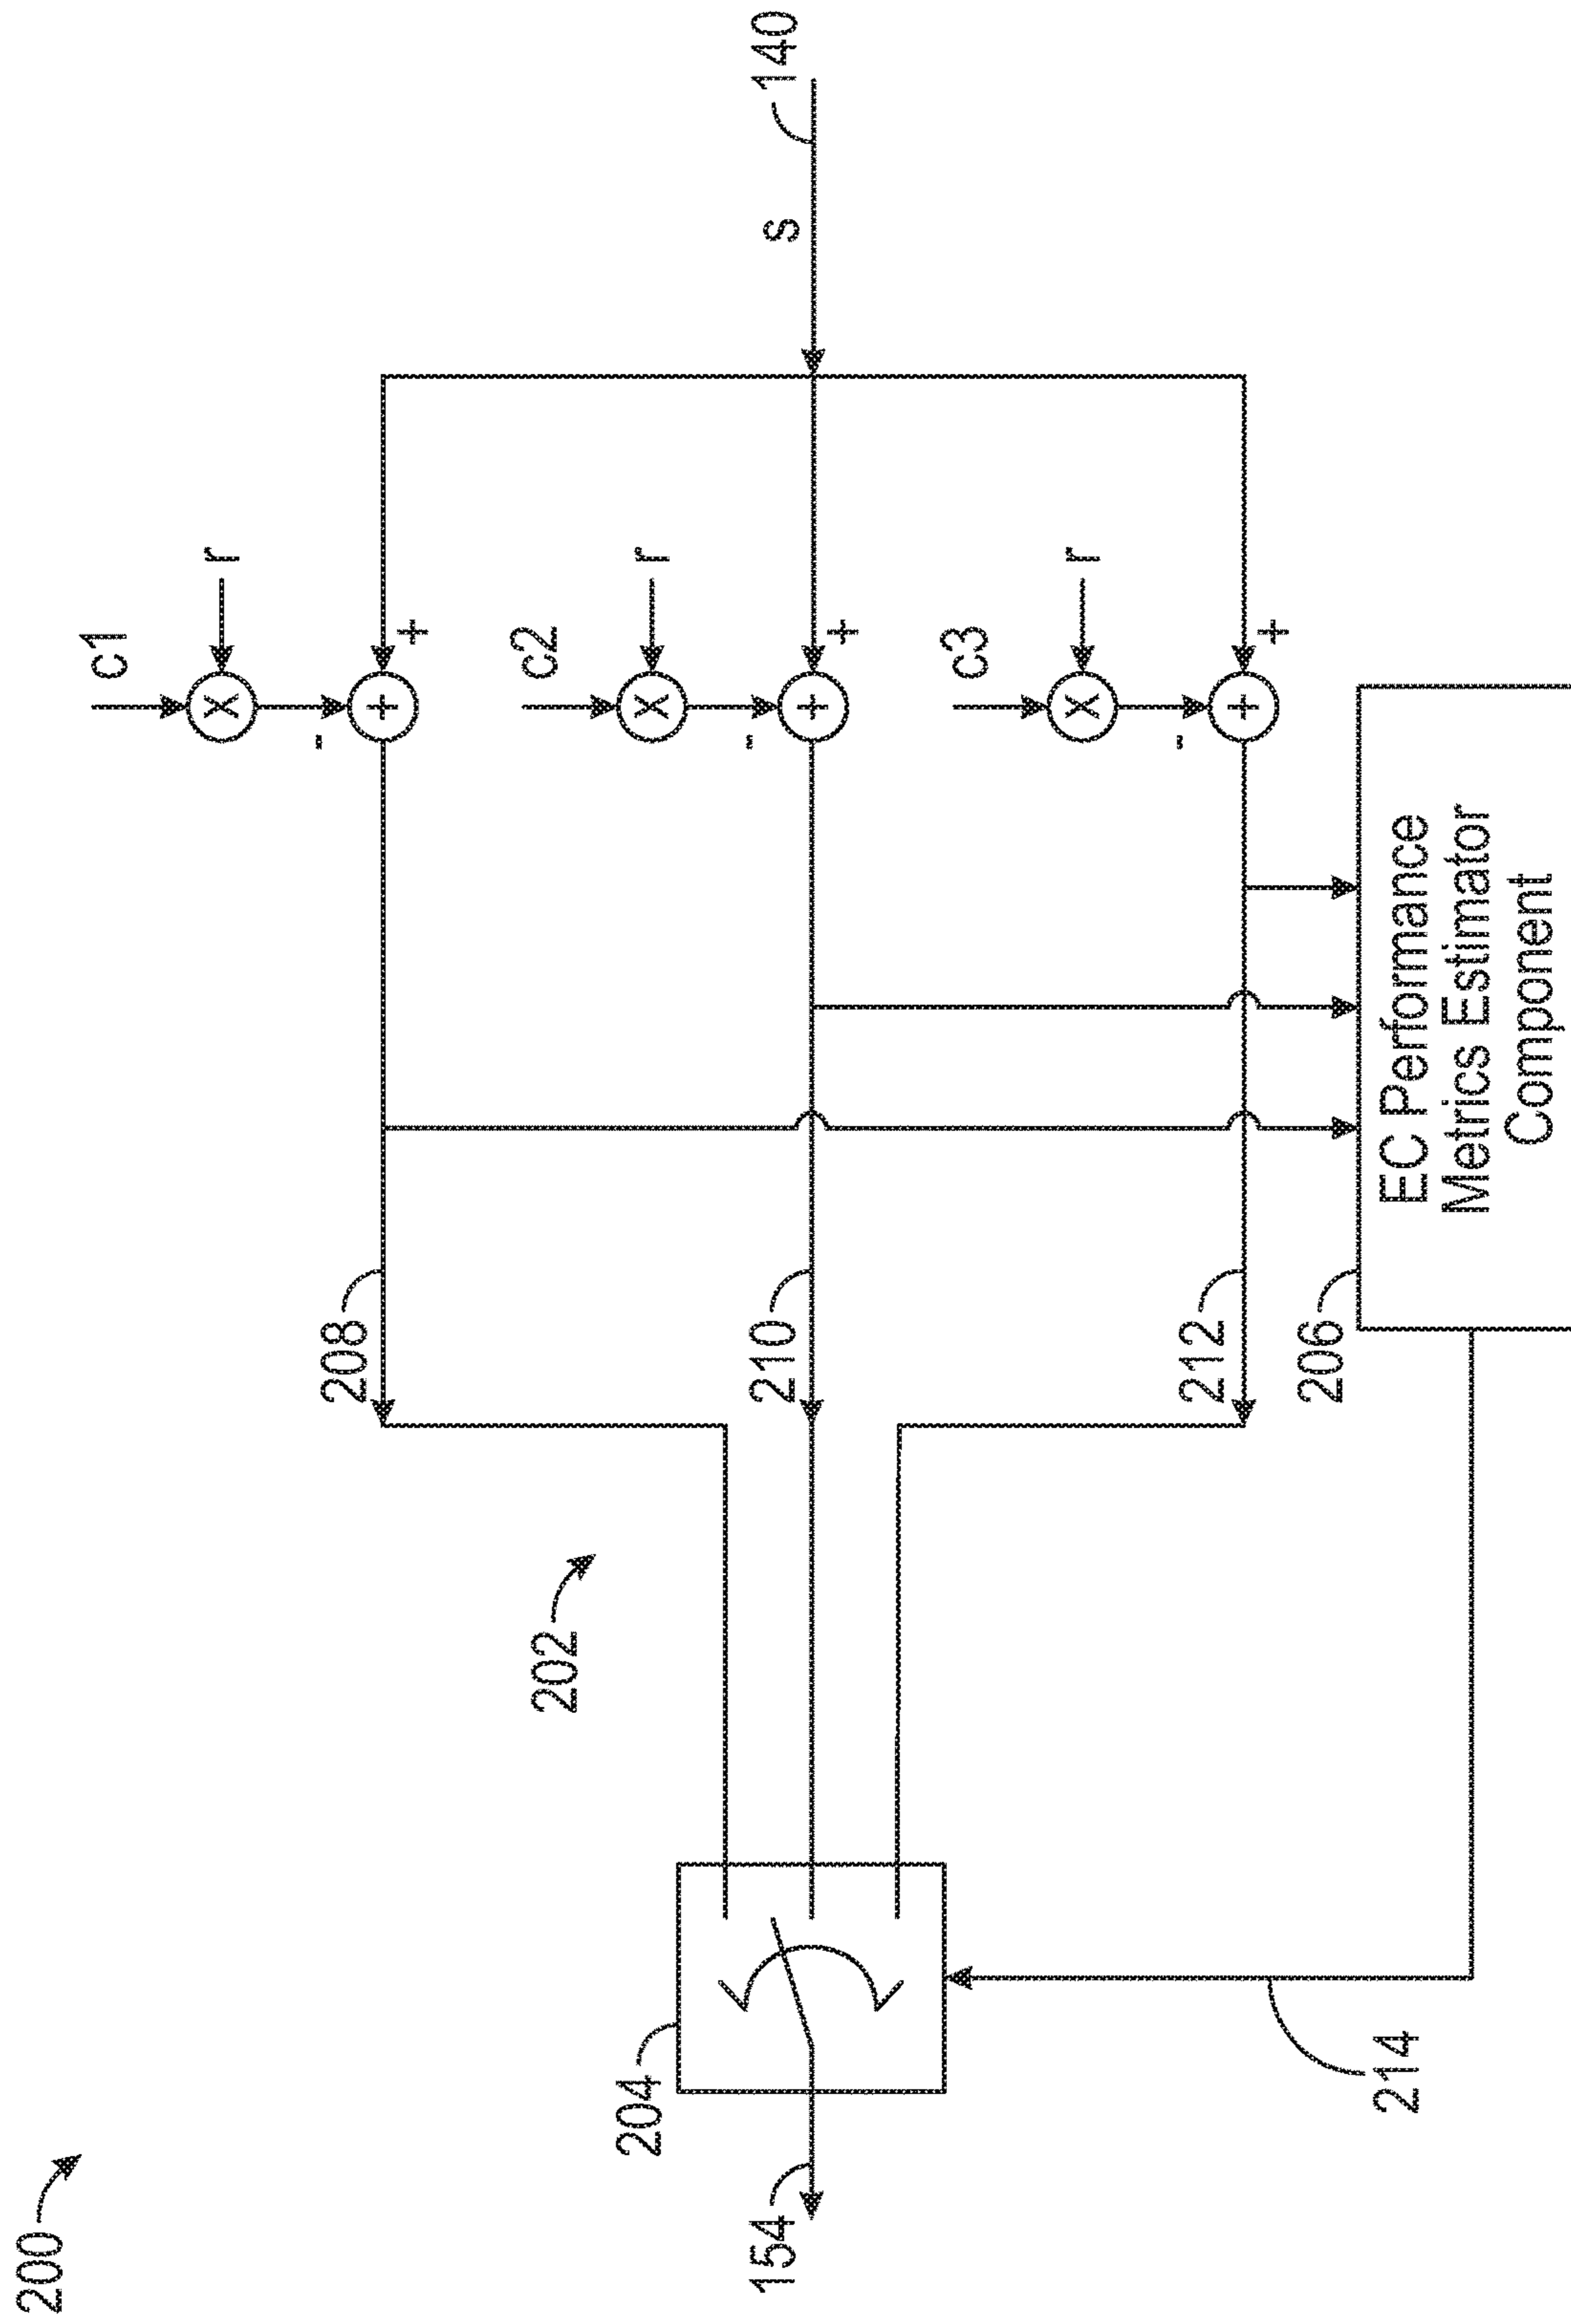 200
202
204
154
208
210
212
206
214
c1
r
X
-
+
+
c2
r
X
-
+
+
c3
r
X
-
+
+
s
140
EC Performance
Metrics Estimator
Component